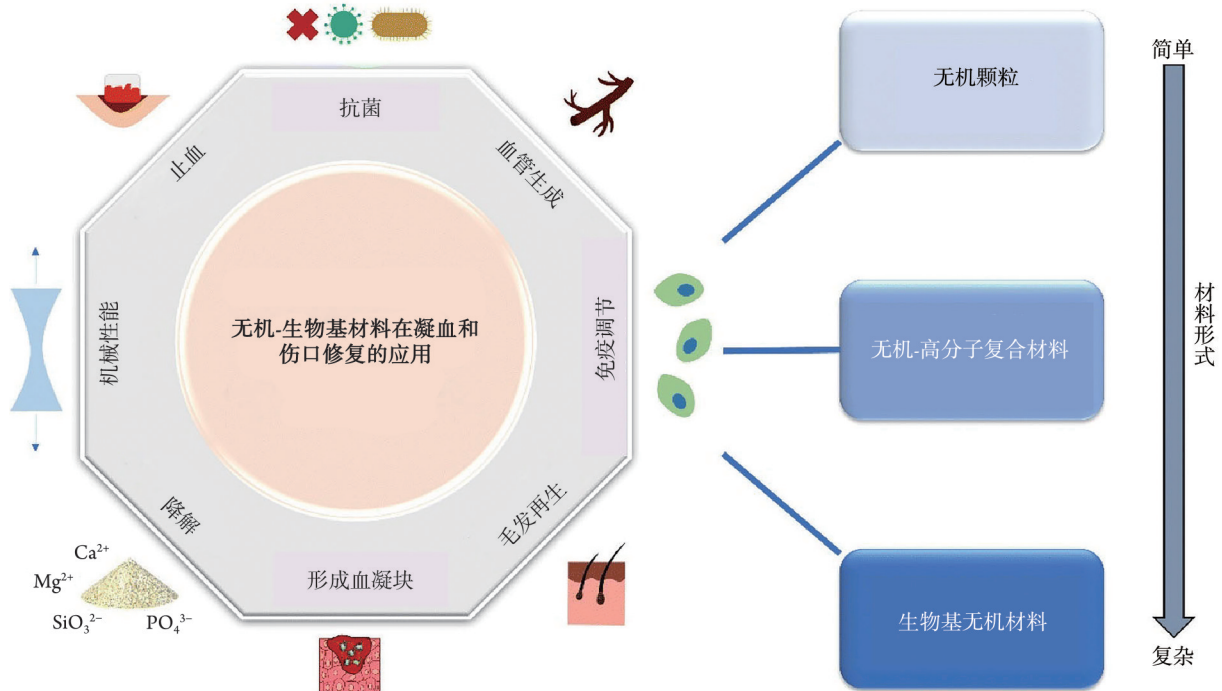 抗菌
血管生成
免疫调节
毛发再生
形成血凝块
降解
机械性能
止血
无机-生物基材料在凝血和
伤口修复的应用
Ca²⁺
Mg²⁺
SiO₃²⁻
PO₄³⁻
无机颗粒
无机-高分子复合材料
生物基无机材料
简单
材料形式
复杂